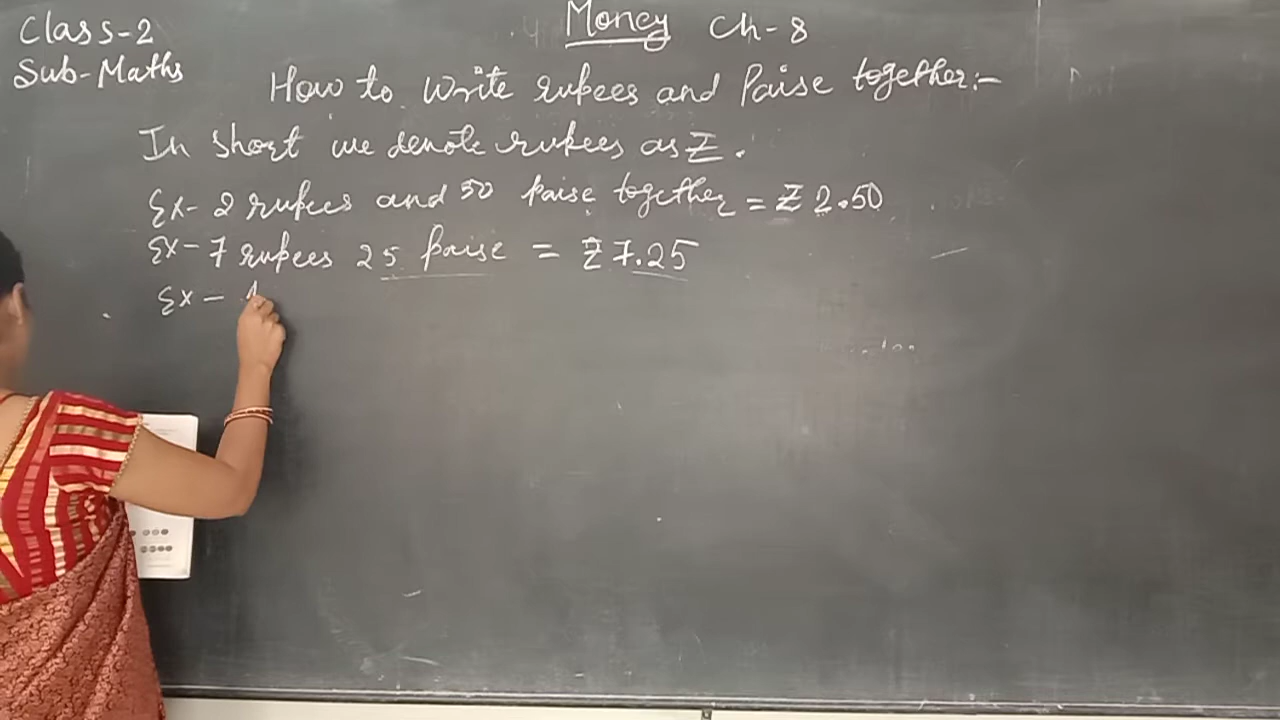 Class-2
Sub-Maths
Money Ch-8
How to write rupees and Paise together:-
In short we denote rupees as ₹.
Ex- 2 rupees and 50 paise together = ₹ 2.50
Ex- 7 rupees 25 paise = ₹7.25
Ex -